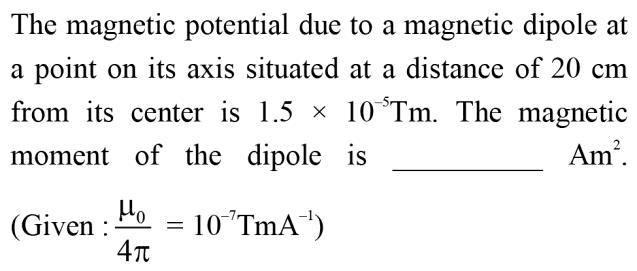 The magnetic potential due to a magnetic dipole at
a point on its axis situated at a distance of 20 cm
from its center is 1.5 × 10⁻⁵Tm. The magnetic
moment of the dipole is __________ Am².
(Given : μ₀/4π = 10⁻⁷TmA⁻¹)